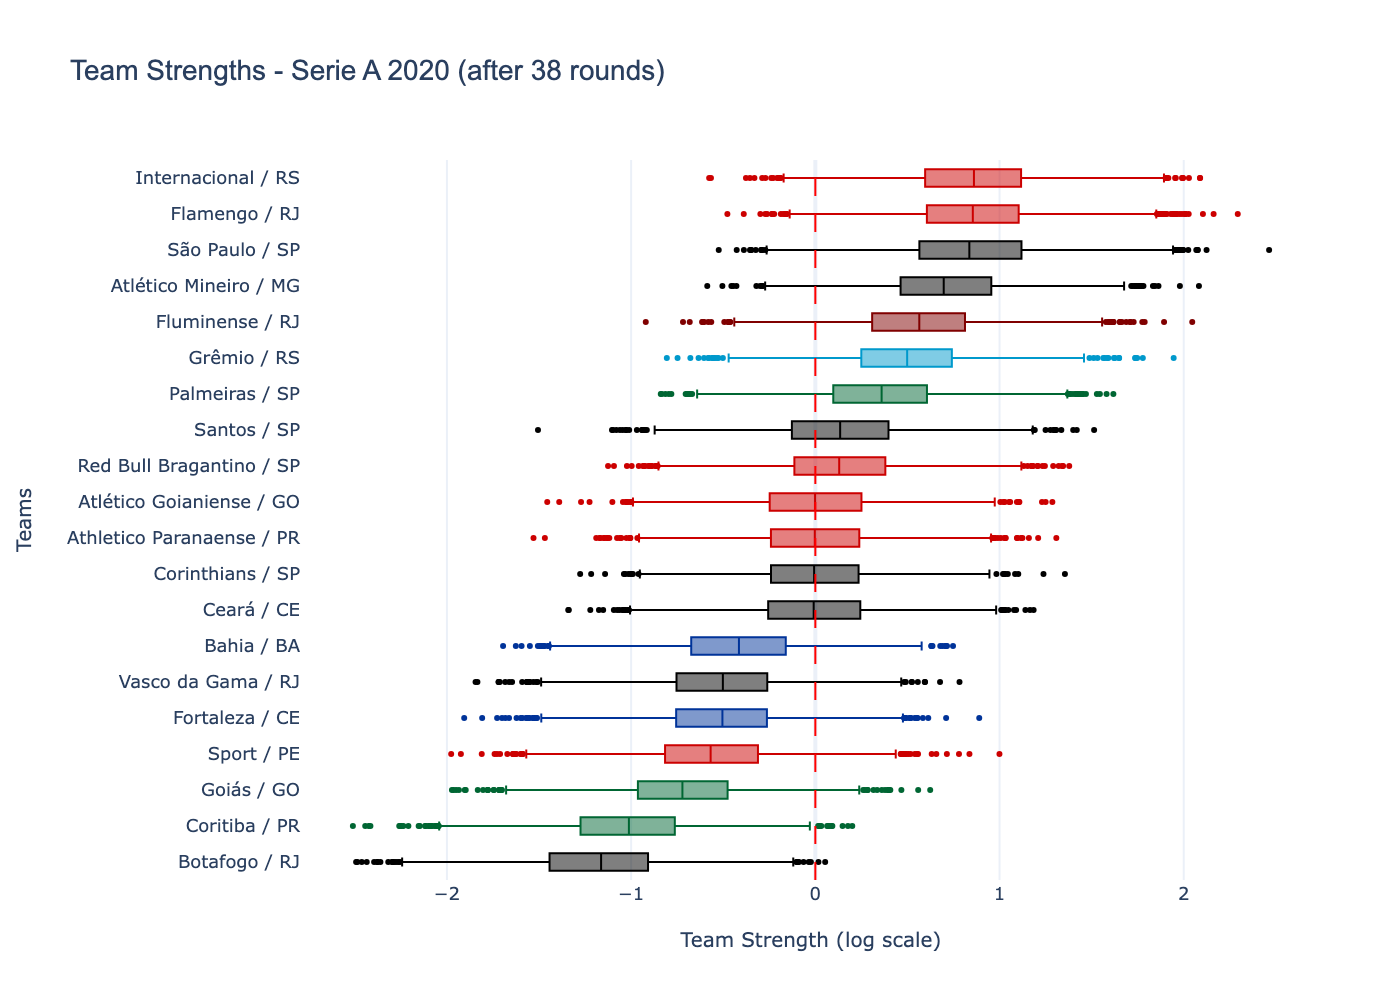 Team Strengths - Serie A 2020 (after 38 rounds)
Internacional / RS
Flamengo / RJ
São Paulo / SP
Atlético Mineiro / MG
Fluminense / RJ
Grêmio / RS
Palmeiras / SP
Santos / SP
Red Bull Bragantino / SP
Atlético Goianiense / GO
Athletico Paranaense / PR
Corinthians / SP
Ceará / CE
Bahia / BA
Vasco da Gama / RJ
Fortaleza / CE
Sport / PE
Goiás / GO
Coritiba / PR
Botafogo / RJ
Teams
−2 −1 0 1 2
Team Strength (log scale)